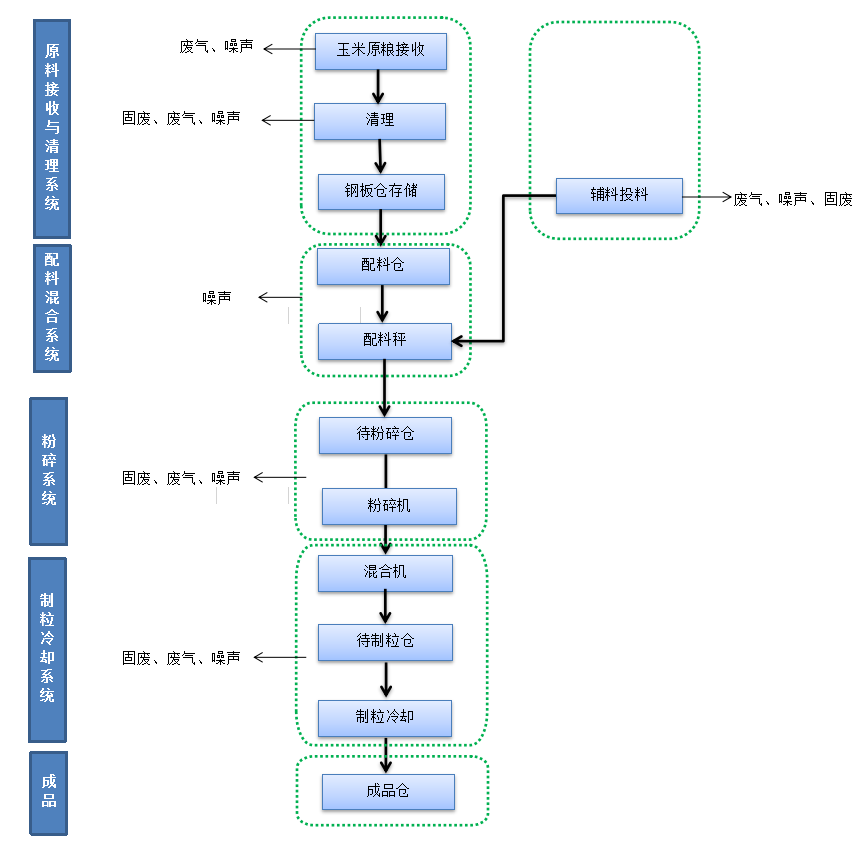 原料接收与清理系统
废气、噪声
玉米原粮接收
固废、废气、噪声
清理
钢板仓存储
辅料投料
废气、噪声、固废
配料混合系统
配料仓
噪声
配料秤
粉碎系统
待粉碎仓
固废、废气、噪声
粉碎机
制粒冷却系统
混合机
待制粒仓
固废、废气、噪声
制粒冷却
成品
成品仓